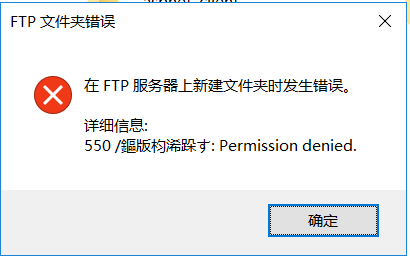 FTP 文件夹错误
在 FTP 服务器上新建文件夹时发生错误。
详细信息:
550 /鏂版枃浠跺す: Permission denied.
确定